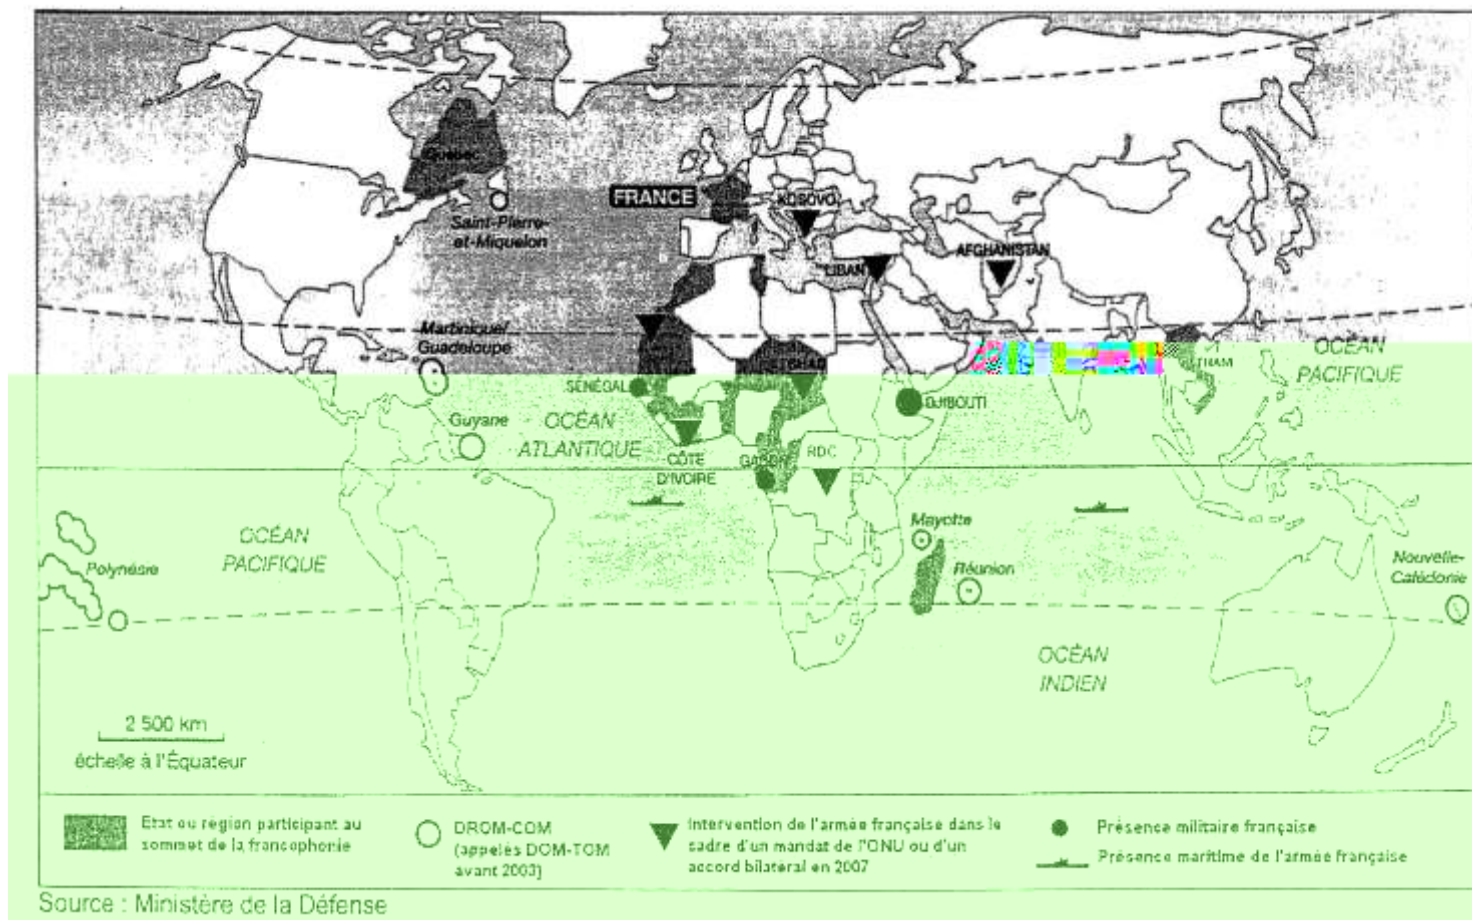 Québec
FRANCE
KOSOVO
Saint-Pierre-
et-Miquelon
LIBAN
AFGHANISTAN
Martinique/
Guadeloupe
TCHAD
OCÉAN
PACIFIQUE
SÉNÉGAL
DJIBOUTI
Guyane
OCÉAN
ATLANTIQUE
CÔTE
D'IVOIRE
GABON
RDC
OCÉAN
PACIFIQUE
Polynésie
Mayotte
Réunion
Nouvelle-
Calédonie
OCÉAN
INDIEN
2 500 km
échelle à l'Équateur
Etat ou région participant au
sommet de la francophonie
DROM-COM
(appelés DOM-TOM
avant 2003)
Intervention de l'armée française dans le
cadre d'un mandat de l'ONU ou d'un
accord bilatéral en 2007
Présence militaire française
Présence maritime de l'armée française
Source : Ministère de la Défense